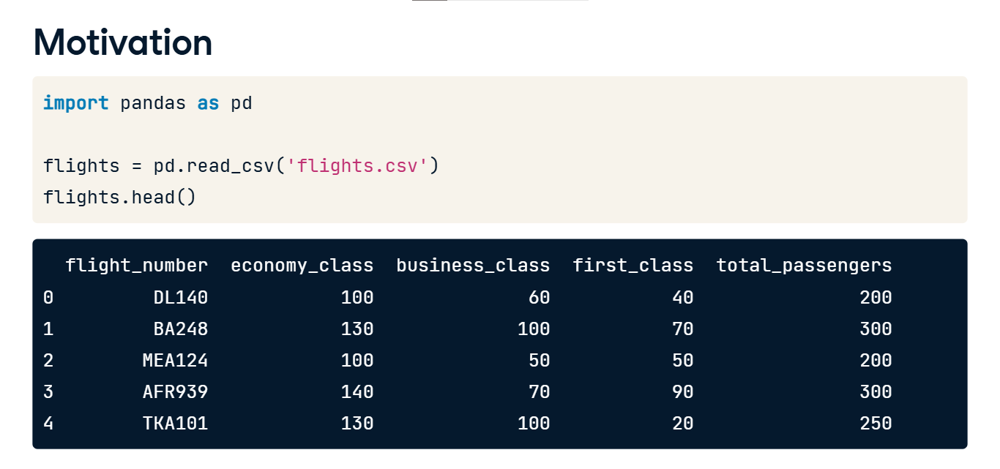 Motivation
import pandas as pd
flights = pd.read_csv('flights.csv')
flights.head()
flight_number economy_class business_class first_class total_passengers
0 DL140 100 60 40 200
1 BA248 130 100 70 300
2 MEA124 100 50 50 200
3 AFR939 140 70 90 300
4 TKA101 130 100 20 250